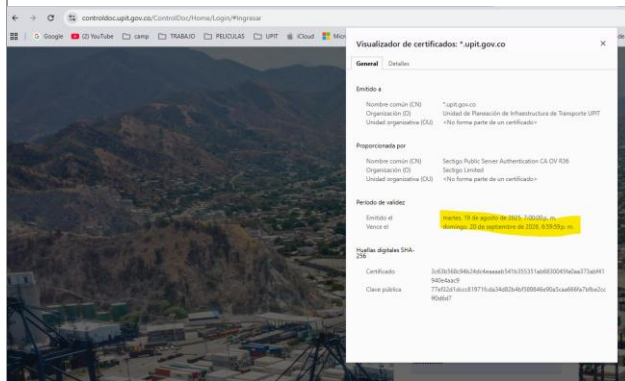 controldoc.upit.gov.co/ControlDoc/Home/Login/#Ingresar
Google (2) YouTube camp TRABAJO PELICULAS UPIT iCloud
Visualizador de certificados: *.upit.gov.co
General Detalles
Emitido a
Nombre común (CN) *.upit.gov.co
Organización (O) Unidad de Planeación de Infraestructura de Transporte UPIT
Unidad organizativa (OU) <No forma parte de un certificado>
Proporcionada por
Nombre común (CN) Sectigo Public Server Authentication CA OV R36
Organización (O) Sectigo Limited
Unidad organizativa (OU) <No forma parte de un certificado>
Período de validez
Emitido el martes, 19 de agosto de 2025, 7:00:00 p. m.
Vence el domingo, 20 de septiembre de 2026, 6:59:59 p. m.
Huellas digitales SHA-
256
Certificado
Clave pública
90d6d7